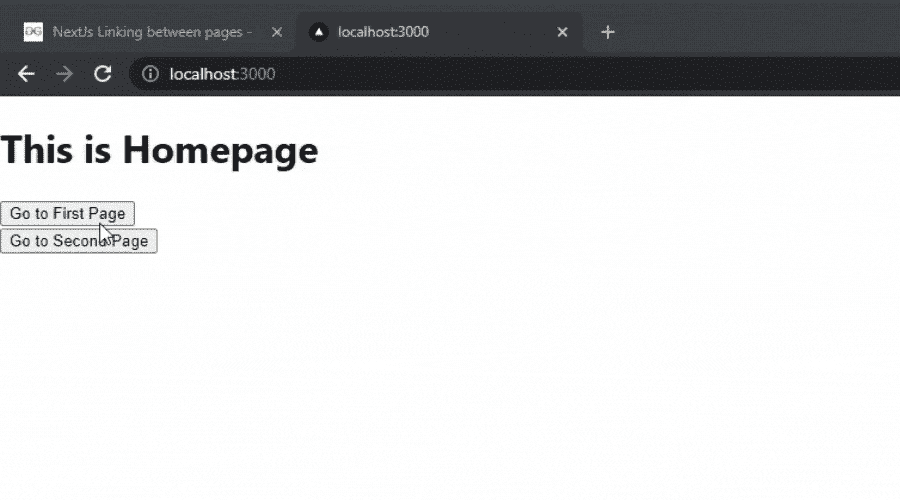 NextJs Linking between pages -
localhost:3000
localhost:3000
This is Homepage
Go to First Page
Go to Second Page